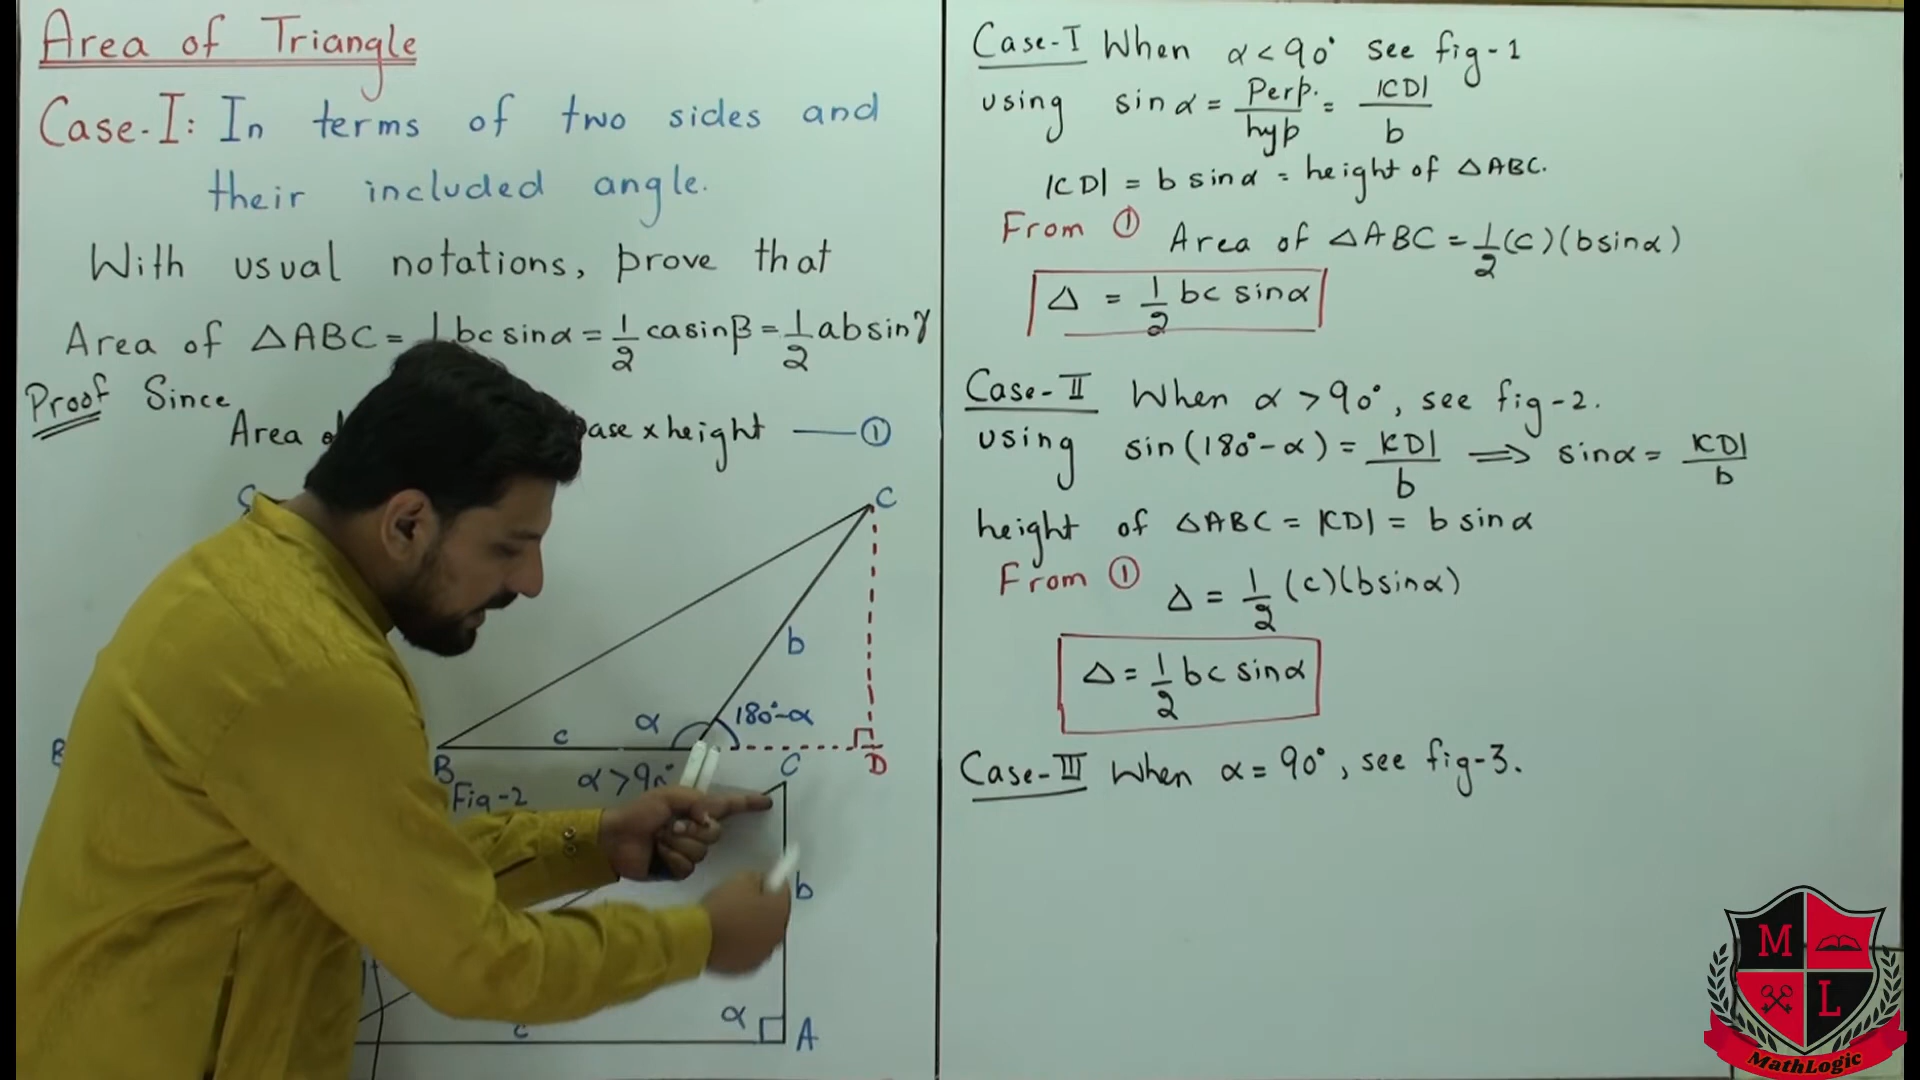 Area of Triangle
Case-I: In terms of two sides and
their included angle.
With usual notations, prove that
Area of △ABC = 1/2 bc sinα = 1/2 ca sinβ = 1/2 ab sinγ
Proof Since
Area base x height — ①
C
b
α
180°-α
c
B
D
Fig-2
α > 90°
C
b
α
A
c
Case-I When α < 90° see fig-1
using sinα = Perp./hyp = |CD|/b
|CD| = b sinα = height of △ABC.
From ① Area of △ABC = 1/2 (c)(b sinα)
△ = 1/2 bc sinα
Case-II When α > 90°, see fig-2.
using sin(180°-α) = |CD|/b ⟹ sinα = |CD|/b
height of △ABC = |CD| = b sinα
From ① △ = 1/2 (c)(b sinα)
△ = 1/2 bc sinα
Case-III When α = 90°, see fig-3.
M
L
MathLogic